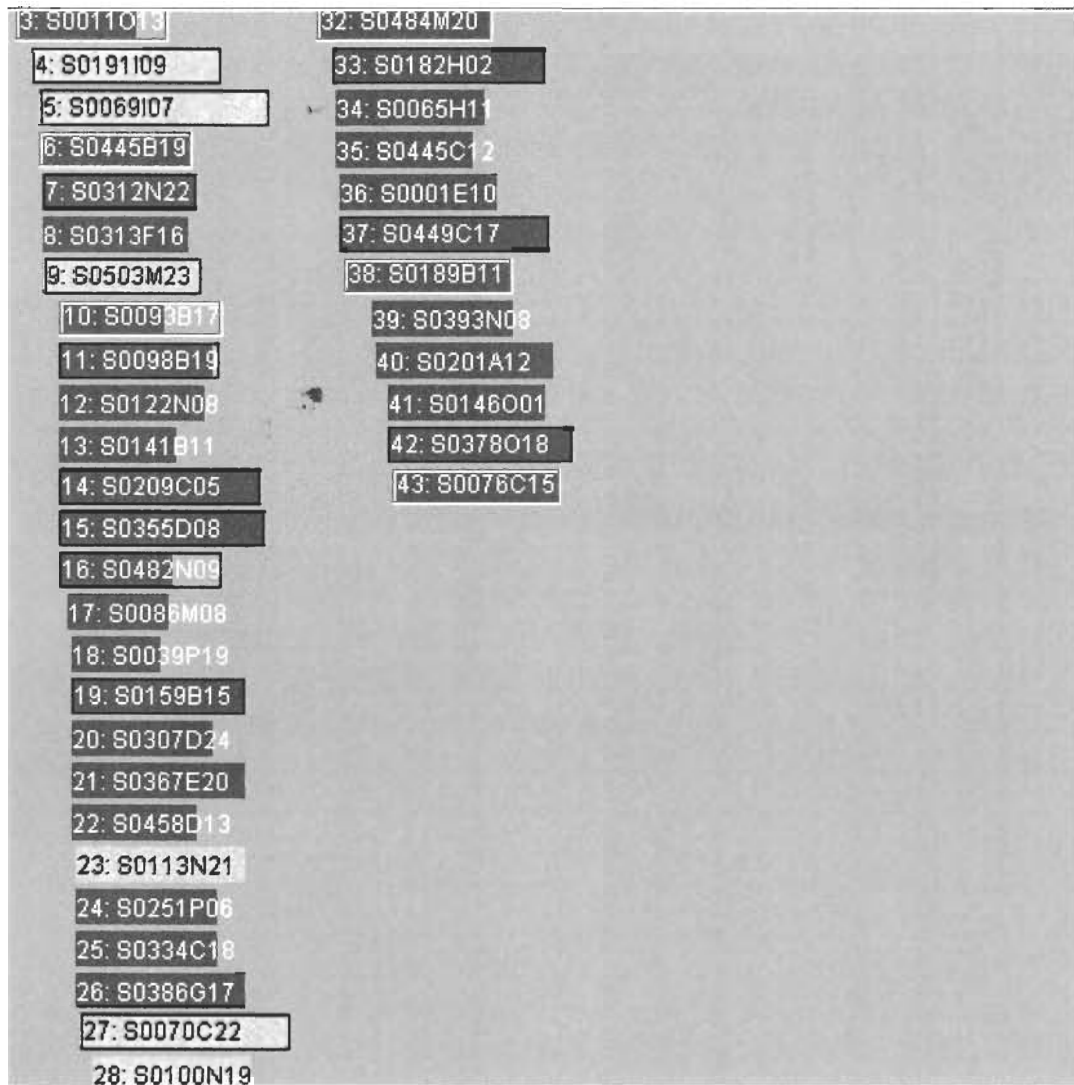 3: S0011O13
4: S0191I09
5: S0069I07
6: S0445B19
7: S0312N22
8: S0313F16
9: S0503M23
10: S0093B17
11: S0098B19
12: S0122N08
13: S0141B11
14: S0209C05
15: S0355D08
16: S0482N09
17: S0086M08
18: S0039P19
19: S0159B15
20: S0307D24
21: S0367E20
22: S0458D13
23: S0113N21
24: S0251P06
25: S0334C18
26: S0386G17
27: S0070C22
28: S0100N19
32: S0484M20
33: S0182H02
34: S0065H11
35: S0445C12
36: S0001E10
37: S0449C17
38: S0189B11
39: S0393N08
40: S0201A12
41: S0146O01
42: S0378O18
43: S0076C15